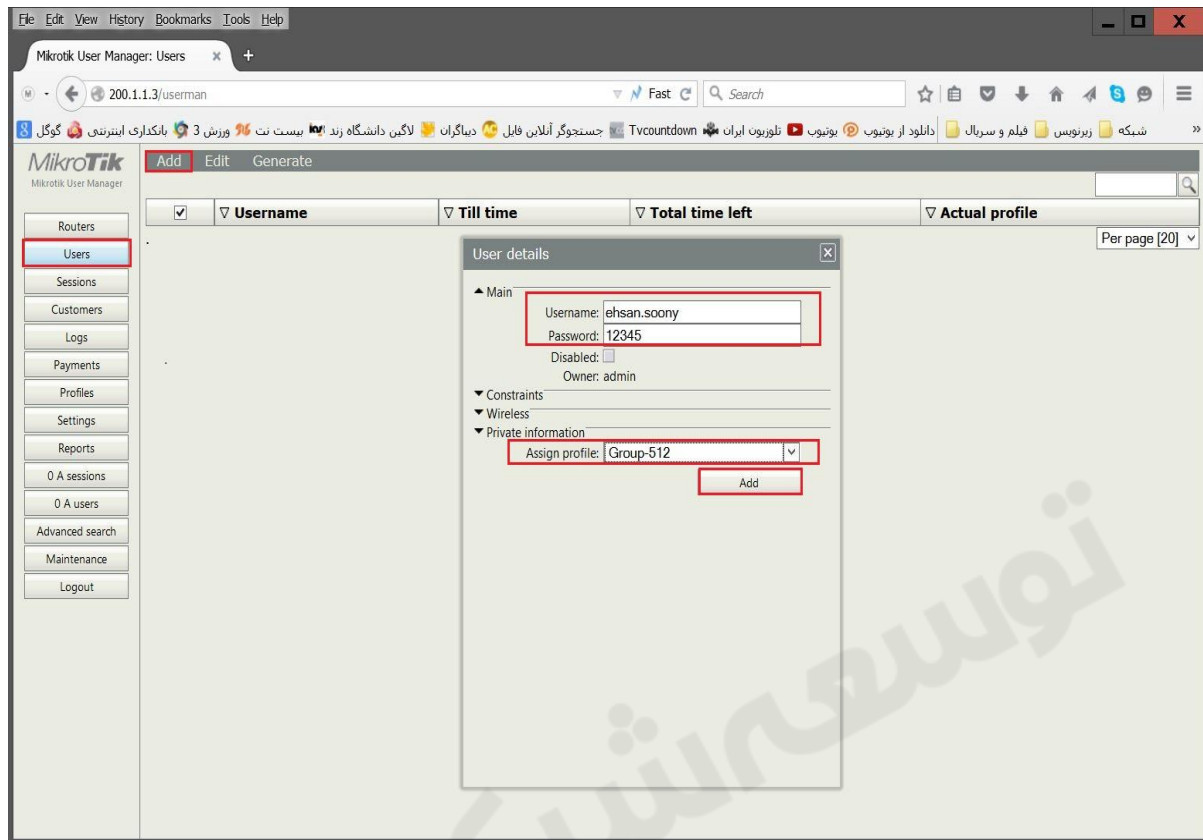 File Edit View History Bookmarks Tools Help
Mikrotik User Manager: Users
200.1.1.3/userman
Fast
Search
گوگل بانکداری اینترنتی ورزش 3 بیست نت لاگین دانشگاه زند دیباگران جستجوگر آنلاین فایل Tvcountdown تلوزیون ایران یوتیوب دانلود از یوتیوب فیلم و سریال زیرنویس شبکه »
MikroTik
Mikrotik User Manager
Add Edit Generate
Username Till time Total time left Actual profile
Per page [20]
Routers
Users
Sessions
Customers
Logs
Payments
Profiles
Settings
Reports
0 A sessions
0 A users
Advanced search
Maintenance
Logout
User details
Main
Username: ehsan.soony
Password: 12345
Disabled:
Owner: admin
Constraints
Wireless
Private information
Assign profile: Group-512
Add